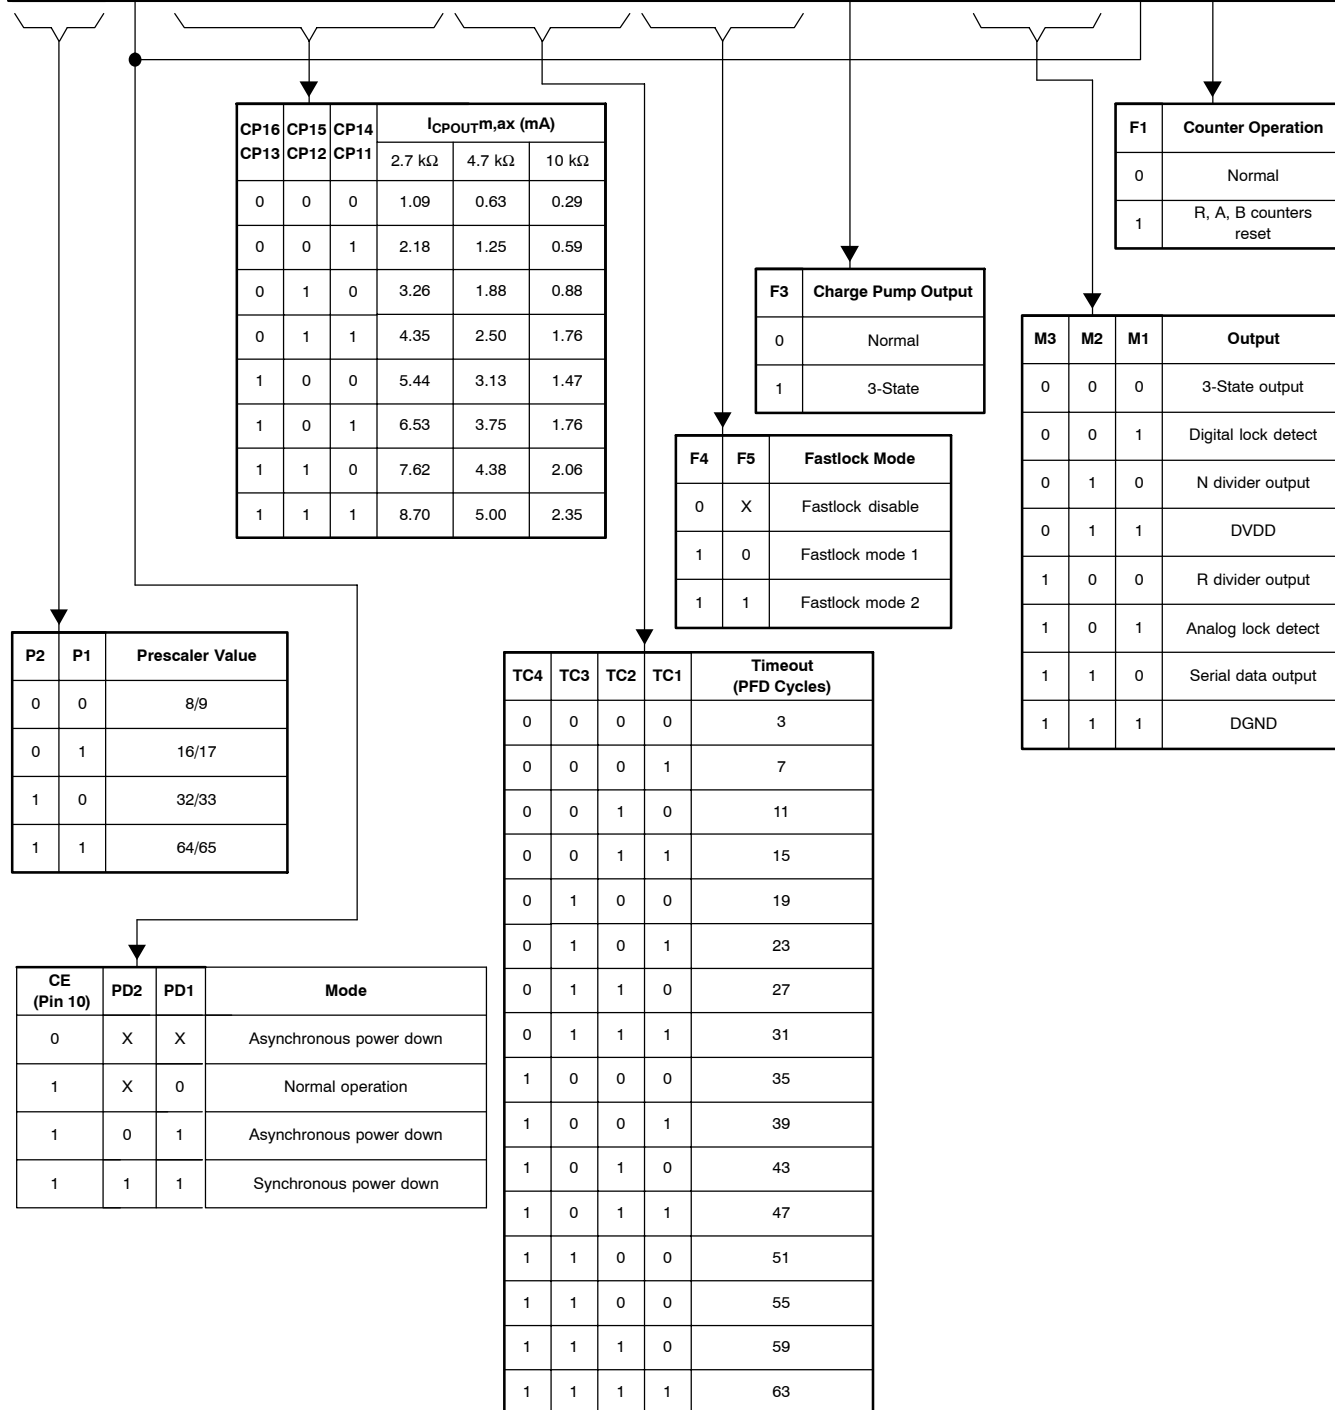 CP16 CP15 CP14 I_CPOUTm,ax (mA)
CP13 CP12 CP11 2.7 kΩ 4.7 kΩ 10 kΩ
0 0 0 1.09 0.63 0.29
0 0 1 2.18 1.25 0.59
0 1 0 3.26 1.88 0.88
0 1 1 4.35 2.50 1.76
1 0 0 5.44 3.13 1.47
1 0 1 6.53 3.75 1.76
1 1 0 7.62 4.38 2.06
1 1 1 8.70 5.00 2.35
F1 Counter Operation
0 Normal
1 R, A, B counters
reset
F3 Charge Pump Output
0 Normal
1 3-State
M3 M2 M1 Output
0 0 0 3-State output
0 0 1 Digital lock detect
0 1 0 N divider output
0 1 1 DVDD
1 0 0 R divider output
1 0 1 Analog lock detect
1 1 0 Serial data output
1 1 1 DGND
F4 F5 Fastlock Mode
0 X Fastlock disable
1 0 Fastlock mode 1
1 1 Fastlock mode 2
P2 P1 Prescaler Value
0 0 8/9
0 1 16/17
1 0 32/33
1 1 64/65
TC4 TC3 TC2 TC1 Timeout
(PFD Cycles)
0 0 0 0 3
0 0 0 1 7
0 0 1 0 11
0 0 1 1 15
0 1 0 0 19
0 1 0 1 23
0 1 1 0 27
0 1 1 1 31
1 0 0 0 35
1 0 0 1 39
1 0 1 0 43
1 0 1 1 47
1 1 0 0 51
1 1 0 0 55
1 1 1 0 59
1 1 1 1 63
CE
(Pin 10) PD2 PD1 Mode
0 X X Asynchronous power down
1 X 0 Normal operation
1 0 1 Asynchronous power down
1 1 1 Synchronous power down